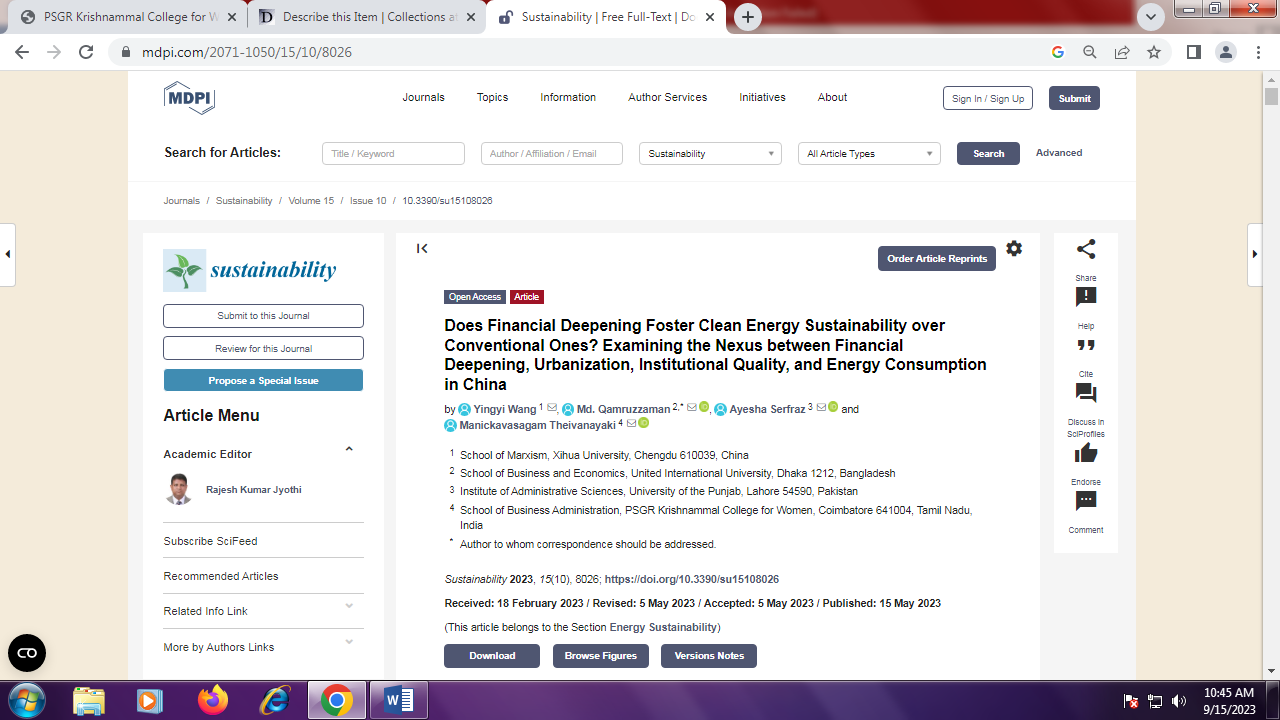 PSGR Krishnammal College for W
Describe this Item | Collections at
Sustainability | Free Full-Text | Do
mdpi.com/2071-1050/15/10/8026
MDPI
Journals Topics Information Author Services Initiatives About
Sign In / Sign Up Submit
Search for Articles: Title / Keyword Author / Affiliation / Email Sustainability All Article Types Search Advanced
Journals / Sustainability / Volume 15 / Issue 10 / 10.3390/su15108026
sustainability
Submit to this Journal
Review for this Journal
Propose a Special Issue
Article Menu
Academic Editor
Rajesh Kumar Jyothi
Subscribe SciFeed
Recommended Articles
Related Info Link
More by Authors Links
Order Article Reprints
Open Access Article
Does Financial Deepening Foster Clean Energy Sustainability over
Conventional Ones? Examining the Nexus between Financial
Deepening, Urbanization, Institutional Quality, and Energy Consumption
in China
by Yingyi Wang 1, Md. Qamruzzaman 2,*, Ayesha Serfraz 3 and
Manickavasagam Theivanayaki 4
1 School of Marxism, Xihua University, Chengdu 610039, China
2 School of Business and Economics, United International University, Dhaka 1212, Bangladesh
3 Institute of Administrative Sciences, University of the Punjab, Lahore 54590, Pakistan
4 School of Business Administration, PSGR Krishnammal College for Women, Coimbatore 641004, Tamil Nadu,
India
* Author to whom correspondence should be addressed.
Sustainability 2023, 15(10), 8026; https://doi.org/10.3390/su15108026
Received: 18 February 2023 / Revised: 5 May 2023 / Accepted: 5 May 2023 / Published: 15 May 2023
(This article belongs to the Section Energy Sustainability)
Download Browse Figures Versions Notes
Share
Help
Cite
Discuss in
SciProfiles
Endorse
Comment
10:45 AM
9/15/2023